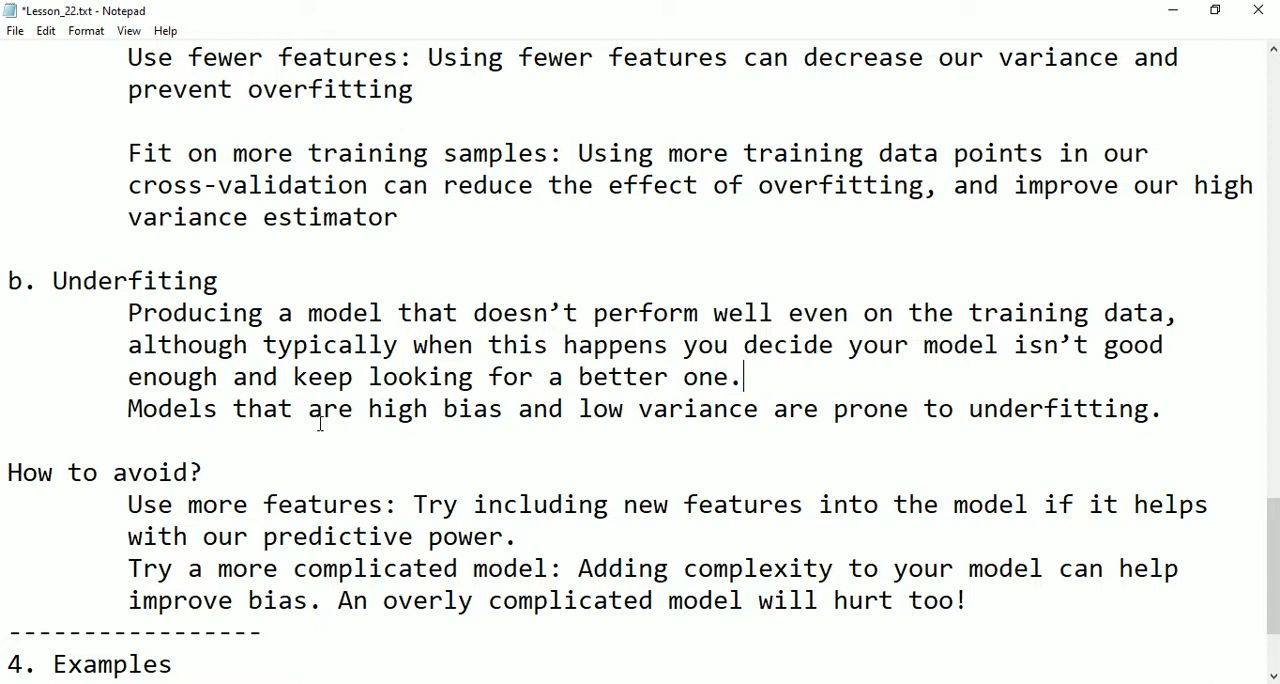 *Lesson_22.txt - Notepad
File Edit Format View Help
Use fewer features: Using fewer features can decrease our variance and
prevent overfitting
Fit on more training samples: Using more training data points in our
cross-validation can reduce the effect of overfitting, and improve our high
variance estimator
b. Underfiting
Producing a model that doesn’t perform well even on the training data,
although typically when this happens you decide your model isn’t good
enough and keep looking for a better one.
Models that are high bias and low variance are prone to underfitting.
How to avoid?
Use more features: Try including new features into the model if it helps
with our predictive power.
Try a more complicated model: Adding complexity to your model can help
improve bias. An overly complicated model will hurt too!
-----------------
4. Examples